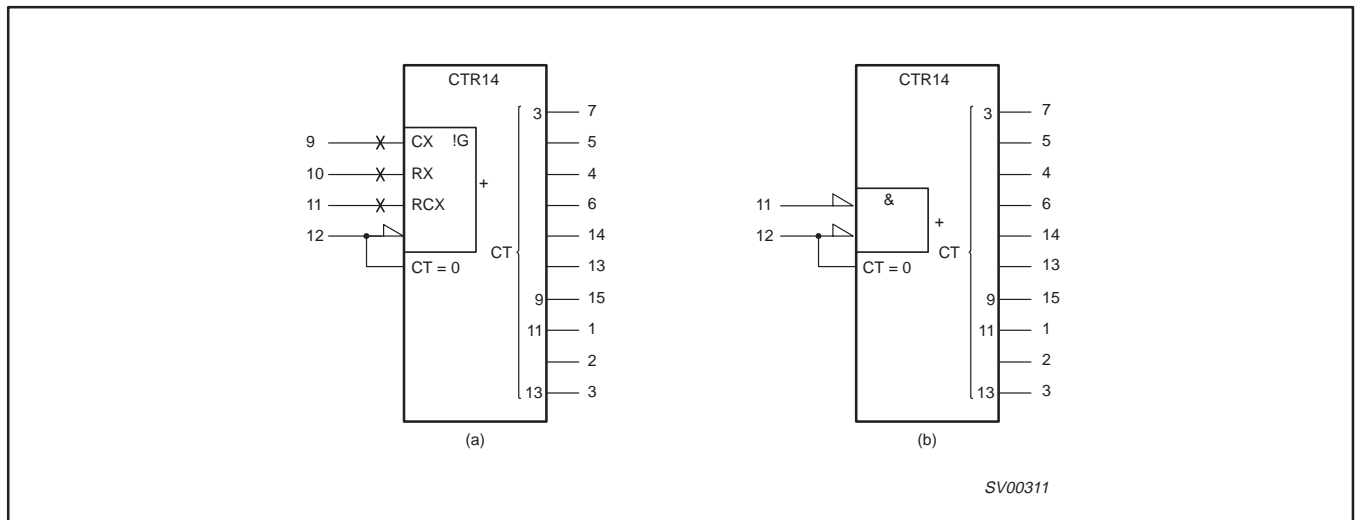 CTR14
3 7
9 CX !G 5
10 RX 4
+
11 RCX 6
12 14
CT
CT = 0 13
9 15
11 1
2
13 3
(a)
CTR14
3 7
5
4
11 & 6
+
12 14
CT
CT = 0 13
9 15
11 1
2
13 3
(b)
SV00311